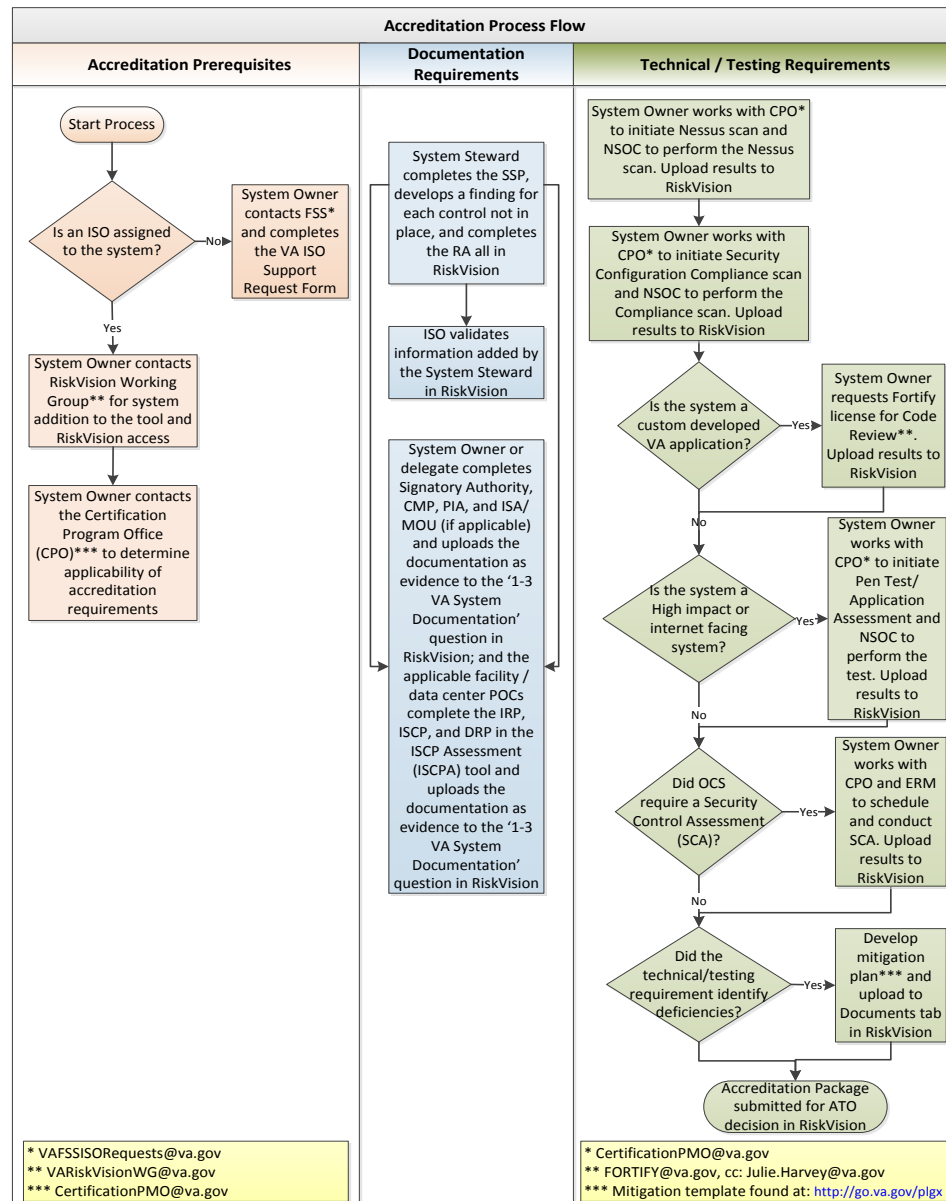 Accreditation Process Flow
Accreditation Prerequisites
Documentation
Requirements
Technical / Testing Requirements
Start Process
Is an ISO assigned
to the system?
No
System Owner
contacts FSS*
and completes
the VA ISO
Support
Request Form
Yes
System Owner contacts
RiskVision Working
Group** for system
addition to the tool and
RiskVision access
System Owner contacts
the Certification
Program Office
(CPO)*** to determine
applicability of
accreditation
requirements
* VAFSSISORequests@va.gov
** VARiskVisionWG@va.gov
*** CertificationPMO@va.gov
System Steward
completes the SSP,
develops a finding for
each control not in
place, and completes
the RA all in
RiskVision
ISO validates
information added by
the System Steward
in RiskVision
System Owner or
delegate completes
Signatory Authority,
CMP, PIA, and ISA/
MOU (if applicable)
and uploads the
documentation as
evidence to the ‘1-3
VA System
Documentation’
question in
RiskVision; and the
applicable facility /
data center POCs
complete the IRP,
ISCP, and DRP in the
ISCP Assessment
(ISCPA) tool and
uploads the
documentation as
evidence to the ‘1-3
VA System
Documentation’
question in RiskVision
System Owner works with CPO*
to initiate Nessus scan and
NSOC to perform the Nessus
scan. Upload results to
RiskVision
System Owner works with
CPO* to initiate Security
Configuration Compliance scan
and NSOC to perform the
Compliance scan. Upload
results to RiskVision
Is the system a
custom developed
VA application?
Yes
System Owner
requests Fortify
license for Code
Review**.
Upload results to
RiskVision
No
Is the system a
High impact or
internet facing
system?
Yes
System Owner
works with
CPO* to initiate
Pen Test/
Application
Assessment and
NSOC to
perform the
test. Upload
results to
RiskVision
No
Did OCS
require a Security
Control Assessment
(SCA)?
Yes
System Owner
works with
CPO and ERM
to schedule
and conduct
SCA. Upload
results to
RiskVision
No
Did the
technical/testing
requirement identify
deficiencies?
Yes
Develop
mitigation
plan*** and
upload to
Documents tab
in RiskVision
Accreditation Package
submitted for ATO
decision in RiskVision
* CertificationPMO@va.gov
** FORTIFY@va.gov, cc: Julie.Harvey@va.gov
*** Mitigation template found at: http://go.va.gov/plgx